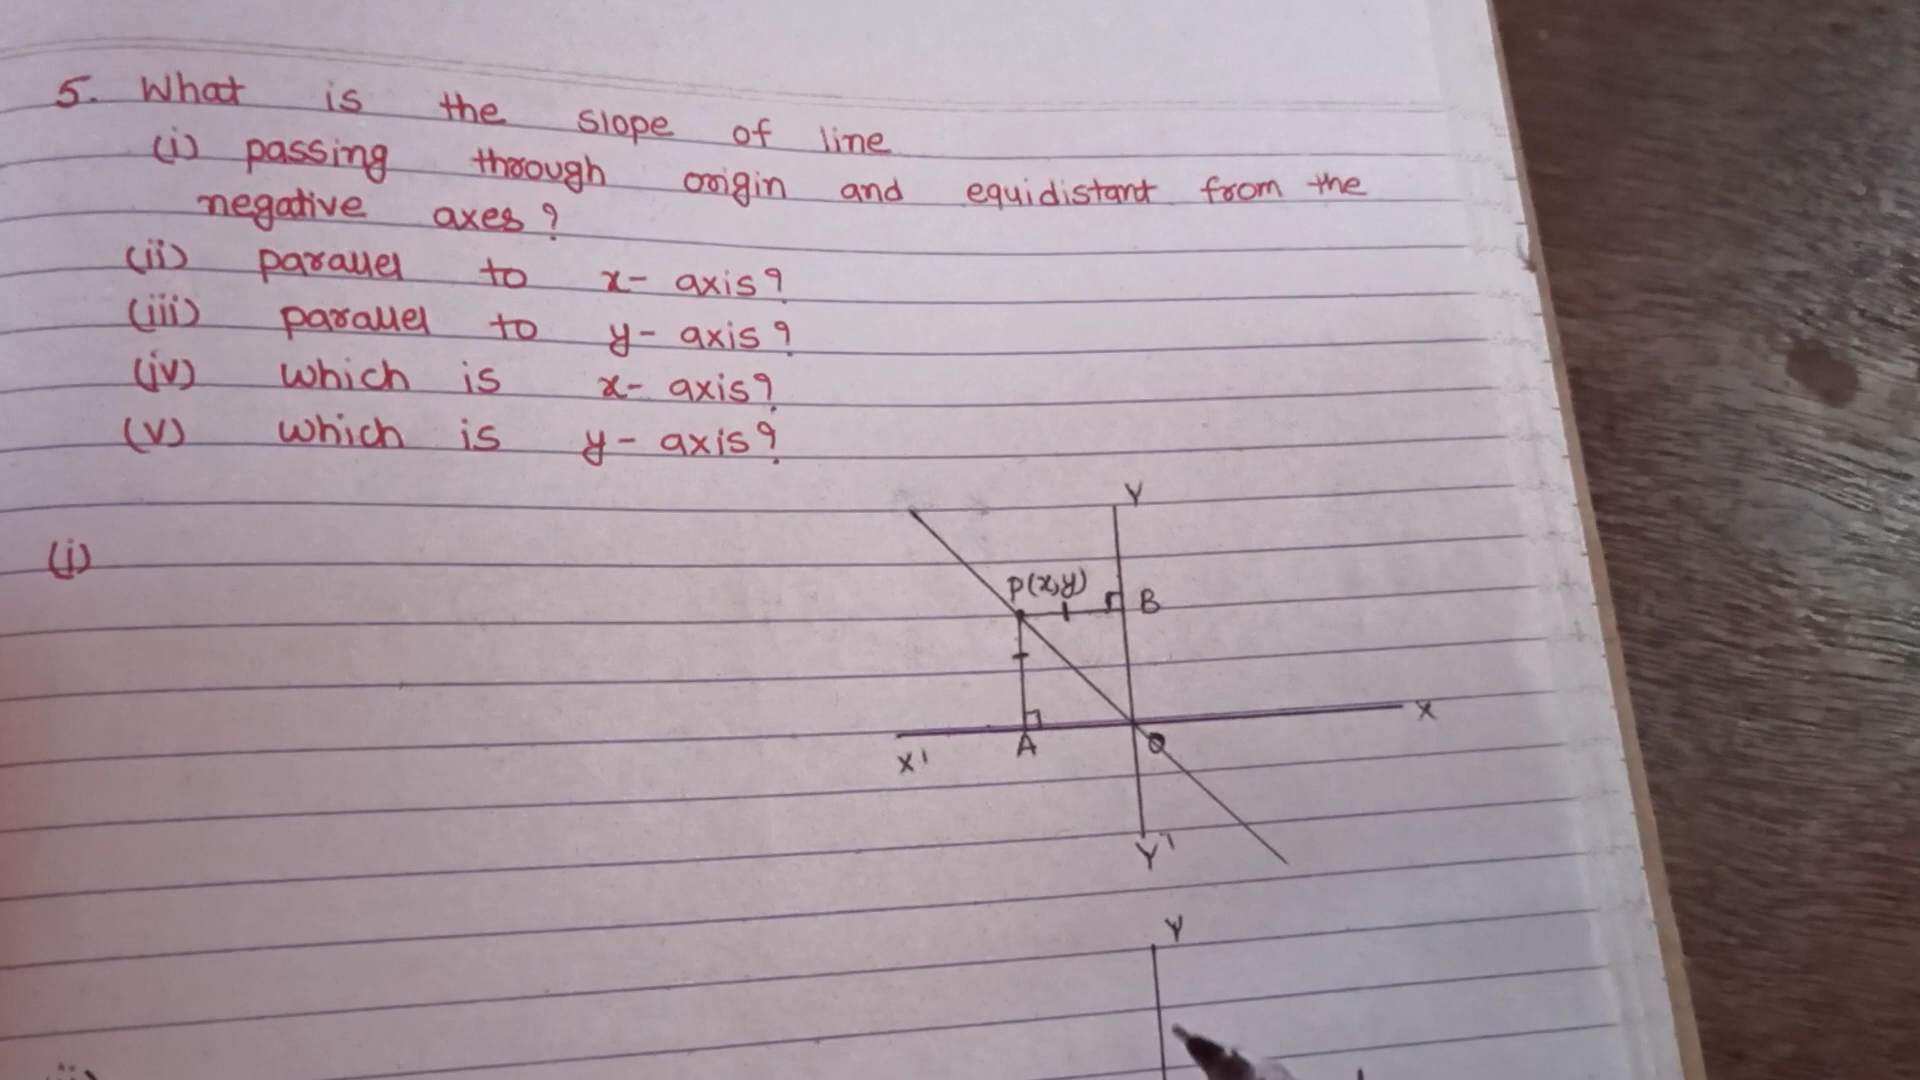 5. What is the slope of line
(i) passing through origin and equidistant from the
negative axes?
(ii) parallel to x- axis?
(iii) parallel to y- axis?
(iv) which is x- axis?
(v) which is y- axis?
Y
(i)
P(x,y) B
X
X' A O
Y'
Y